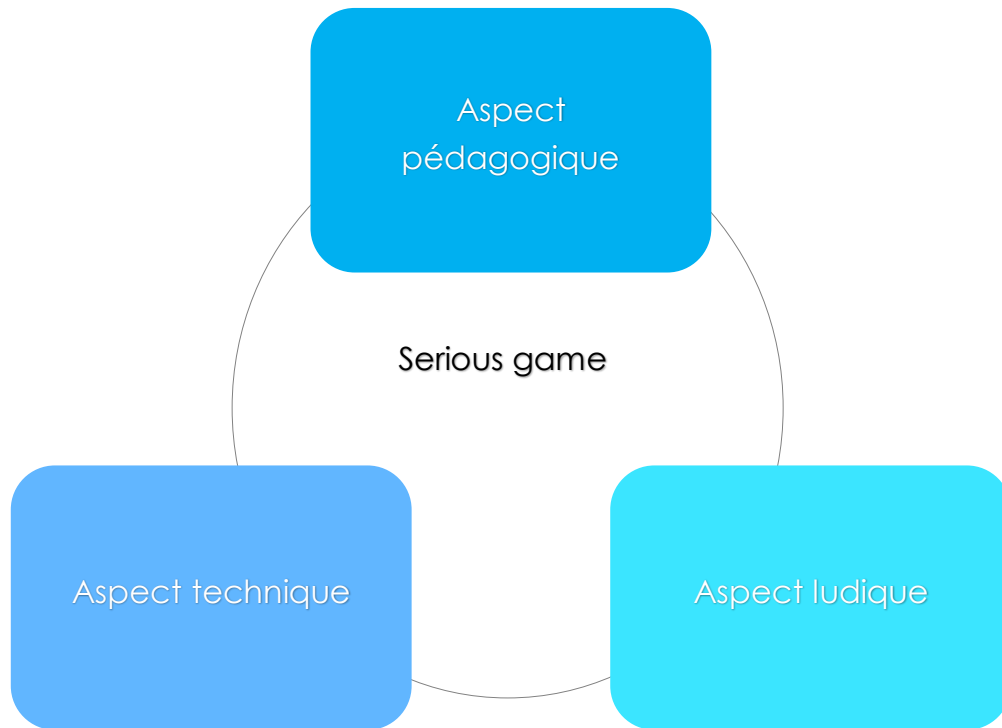 Aspect
pédagogique
Serious game
Aspect technique
Aspect ludique